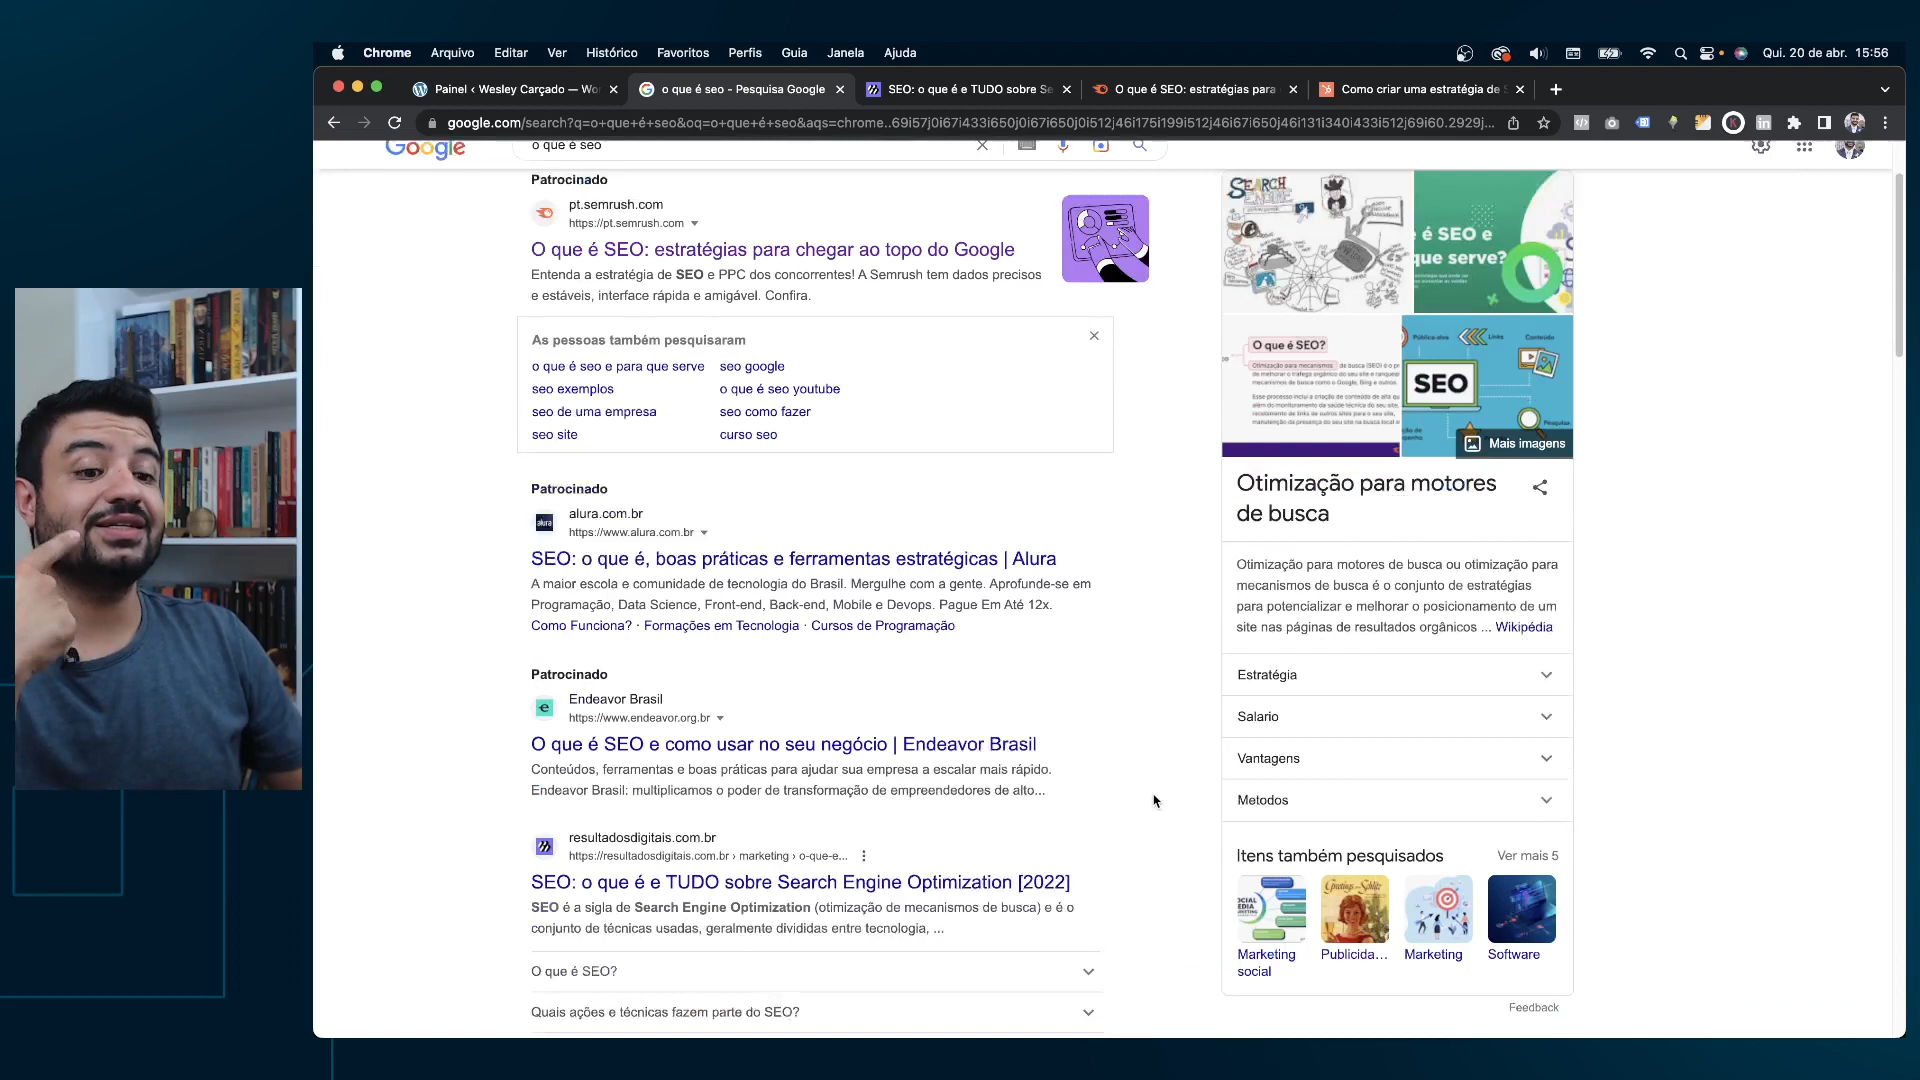 Chrome Arquivo Editar Ver Histórico Favoritos Perfis Guia Janela Ajuda
Qui. 20 de abr. 15:56
Painel ‹ Wesley Carçado — Wo
o que é seo - Pesquisa Google
SEO: o que é e TUDO sobre Se
O que é SEO: estratégias para
Como criar uma estratégia de S
google.com/search?q=o+que+é+seo&oq=o+que+é+seo&aqs=chrome..69i57j0i67i433i650j0i67i650j0i512j46i175i199i512j46i67i650j46i131i340i433i512j69i60.2929j...
Google
o que é seo
Patrocinado
pt.semrush.com
https://pt.semrush.com
O que é SEO: estratégias para chegar ao topo do Google
Entenda a estratégia de SEO e PPC dos concorrentes! A Semrush tem dados precisos
e estáveis, interface rápida e amigável. Confira.
As pessoas também pesquisaram
o que é seo e para que serve seo google
seo exemplos o que é seo youtube
seo de uma empresa seo como fazer
seo site curso seo
Patrocinado
alura
alura.com.br
https://www.alura.com.br
SEO: o que é, boas práticas e ferramentas estratégicas | Alura
A maior escola e comunidade de tecnologia do Brasil. Mergulhe com a gente. Aprofunde-se em
Programação, Data Science, Front-end, Back-end, Mobile e Devops. Pague Em Até 12x.
Como Funciona? · Formações em Tecnologia · Cursos de Programação
Patrocinado
e
Endeavor Brasil
https://www.endeavor.org.br
O que é SEO e como usar no seu negócio | Endeavor Brasil
Conteúdos, ferramentas e boas práticas para ajudar sua empresa a escalar mais rápido.
Endeavor Brasil: multiplicamos o poder de transformação de empreendedores de alto...
resultadosdigitais.com.br
https://resultadosdigitais.com.br › marketing › o-que-e...
SEO: o que é e TUDO sobre Search Engine Optimization [2022]
SEO é a sigla de Search Engine Optimization (otimização de mecanismos de busca) e é o
conjunto de técnicas usadas, geralmente divididas entre tecnologia, ...
O que é SEO?
Quais ações e técnicas fazem parte do SEO?
SEARCH
ENGINE
é SEO e
que serve?
O que é SEO?
Públicos-alvo
Links
Conteúdo
SEO
Pesquisa
Mais imagens
Otimização para motores
de busca
Otimização para motores de busca ou otimização para
mecanismos de busca é o conjunto de estratégias
para potencializar e melhorar o posicionamento de um
site nas páginas de resultados orgânicos ... Wikipédia
Estratégia
Salario
Vantagens
Metodos
Itens também pesquisados Ver mais 5
Marketing
social
Publicida...
Marketing
Software
Feedback